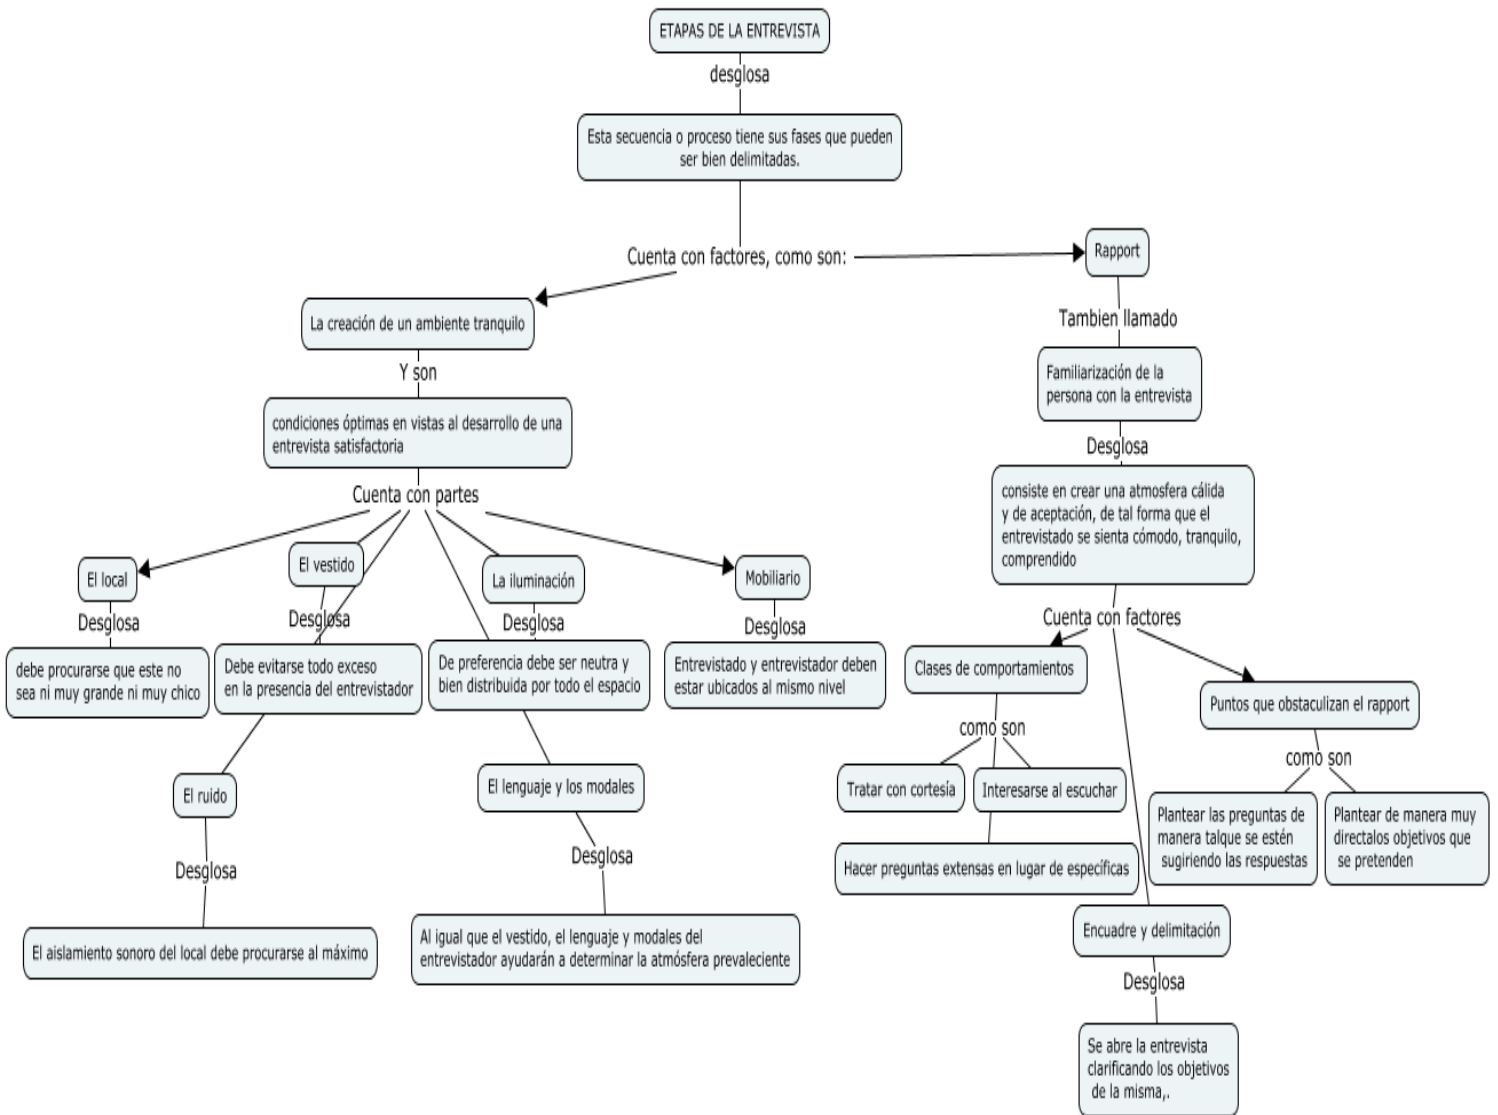 ETAPAS DE LA ENTREVISTA
desglosa
Esta secuencia o proceso tiene sus fases que pueden
ser bien delimitadas.
Cuenta con factores, como son:
Rapport
La creación de un ambiente tranquilo
Tambien llamado
Y son
Familiarización de la
persona con la entrevista
condiciones óptimas en vistas al desarrollo de una
entrevista satisfactoria
Desglosa
Cuenta con partes
consiste en crear una atmosfera cálida
y de aceptación, de tal forma que el
entrevistado se sienta cómodo, tranquilo,
comprendido
El local
El vestido
La iluminación
Mobiliario
Desglosa
Desglosa
Desglosa
Desglosa
Cuenta con factores
debe procurarse que este no
sea ni muy grande ni muy chico
Debe evitarse todo exceso
en la presencia del entrevistador
De preferencia debe ser neutra y
bien distribuida por todo el espacio
Entrevistado y entrevistador deben
estar ubicados al mismo nivel
Clases de comportamientos
Puntos que obstaculizan el rapport
como son
como son
El ruido
El lenguaje y los modales
Tratar con cortesía
Interesarse al escuchar
Plantear las preguntas de
manera talque se estén
sugiriendo las respuestas
Plantear de manera muy
directalos objetivos que
se pretenden
Desglosa
Desglosa
Hacer preguntas extensas en lugar de específicas
El aislamiento sonoro del local debe procurarse al máximo
Al igual que el vestido, el lenguaje y modales del
entrevistador ayudarán a determinar la atmósfera prevaleciente
Encuadre y delimitación
Desglosa
Se abre la entrevista
clarificando los objetivos
de la misma,.